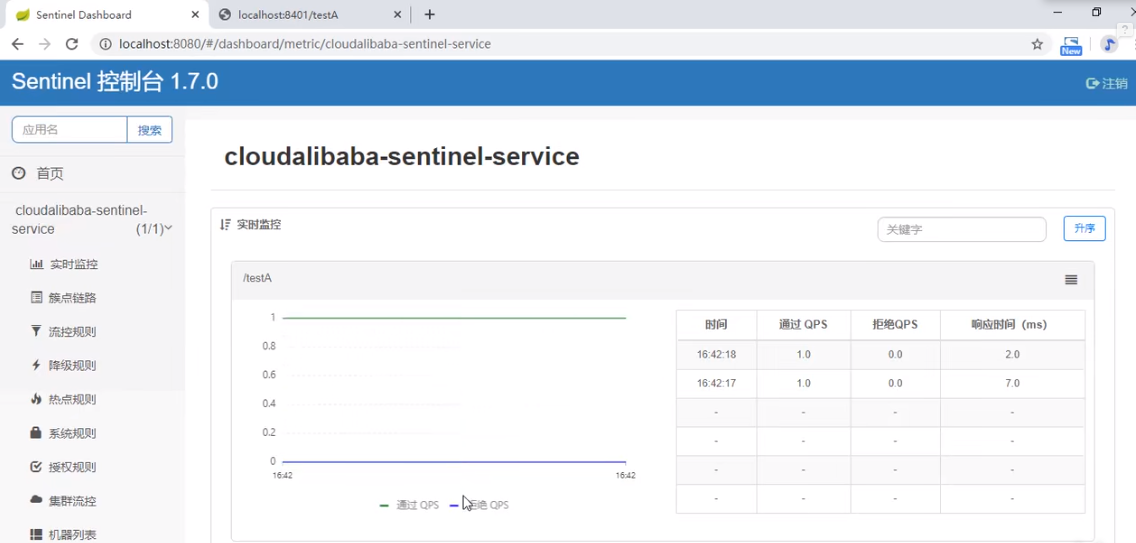 Sentinel Dashboard
localhost:8401/testA
localhost:8080/#/dashboard/metric/cloudalibaba-sentinel-service
New
Sentinel 控制台 1.7.0
注销
应用名
搜索
首页
cloudalibaba-sentinel-
service
(1/1)
实时监控
簇点链路
流控规则
降级规则
热点规则
系统规则
授权规则
集群流控
机器列表
cloudalibaba-sentinel-service
实时监控
关键字
升序
/testA
1
0.8
0.6
0.4
0.2
0
16:42 16:42
通过 QPS 拒绝 QPS
时间 通过 QPS 拒绝QPS 响应时间（ms）
16:42:18 1.0 0.0 2.0
16:42:17 1.0 0.0 7.0
- - - -
- - - -
- - - -
- - - -